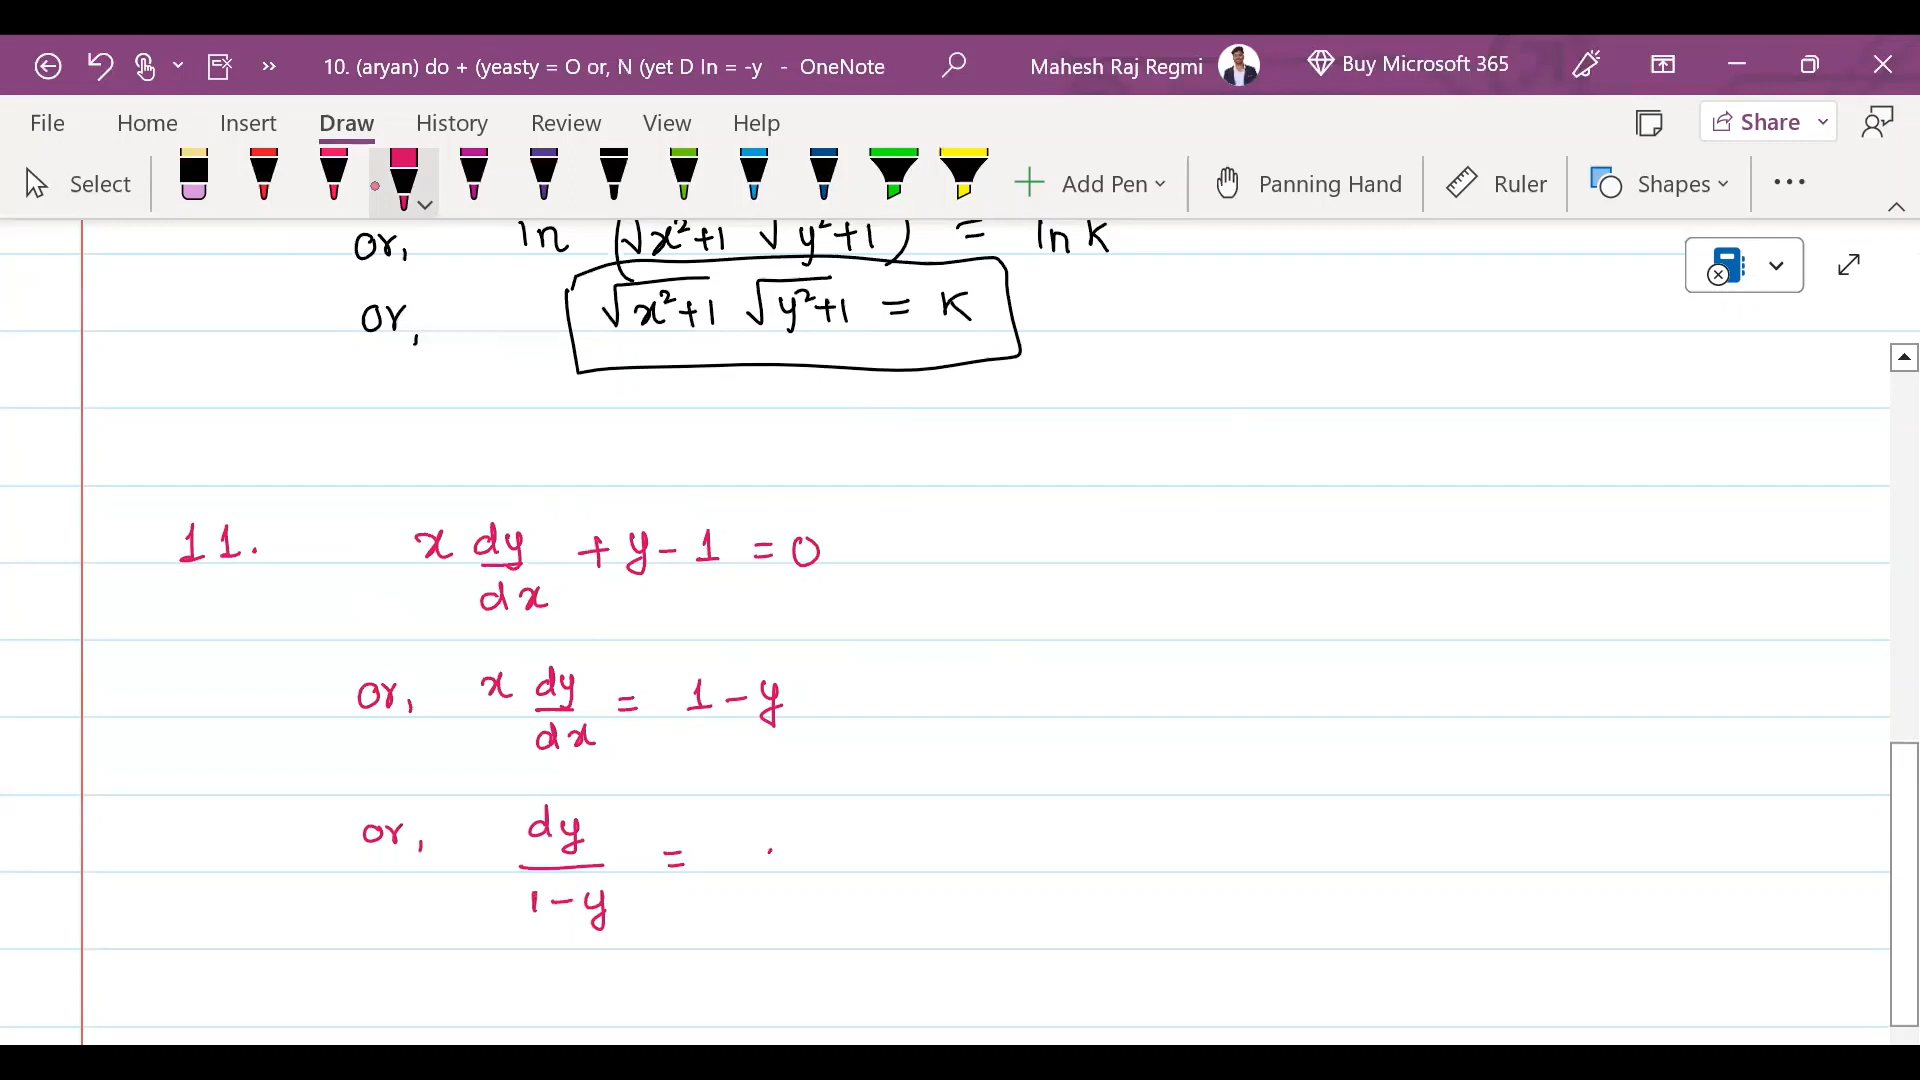 10. (aryan) do + (yeasty = O or, N (yet D In = -y - OneNote
Mahesh Raj Regmi
Buy Microsoft 365
File Home Insert Draw History Review View Help
Share
Select
Add Pen
Panning Hand
Ruler
Shapes
or, ln (√x²+1 √y²+1) = ln K
or, √x²+1 √y²+1 = K
11. x dy/dx + y - 1 = 0
or, x dy/dx = 1 - y
or, dy/1-y =